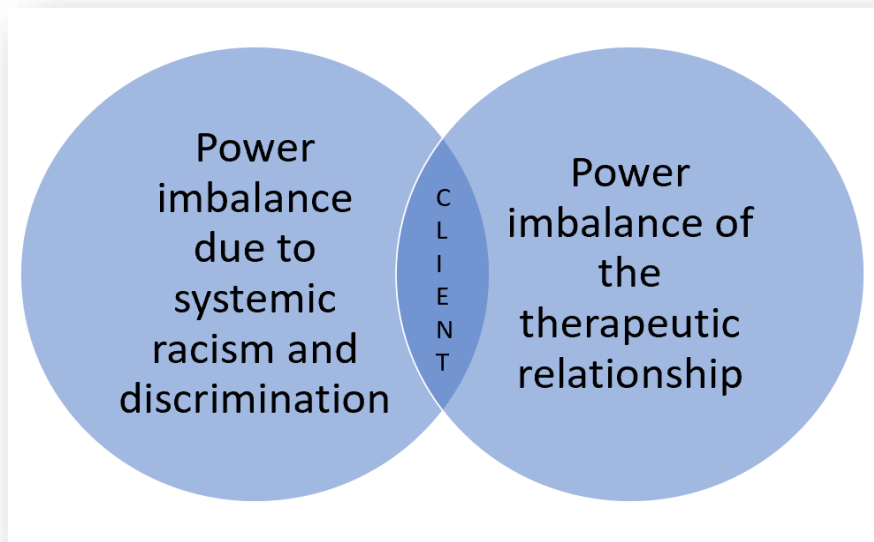 Power
imbalance
due to
systemic
racism and
discrimination
C
L
I
E
N
T
Power
imbalance of
the
therapeutic
relationship